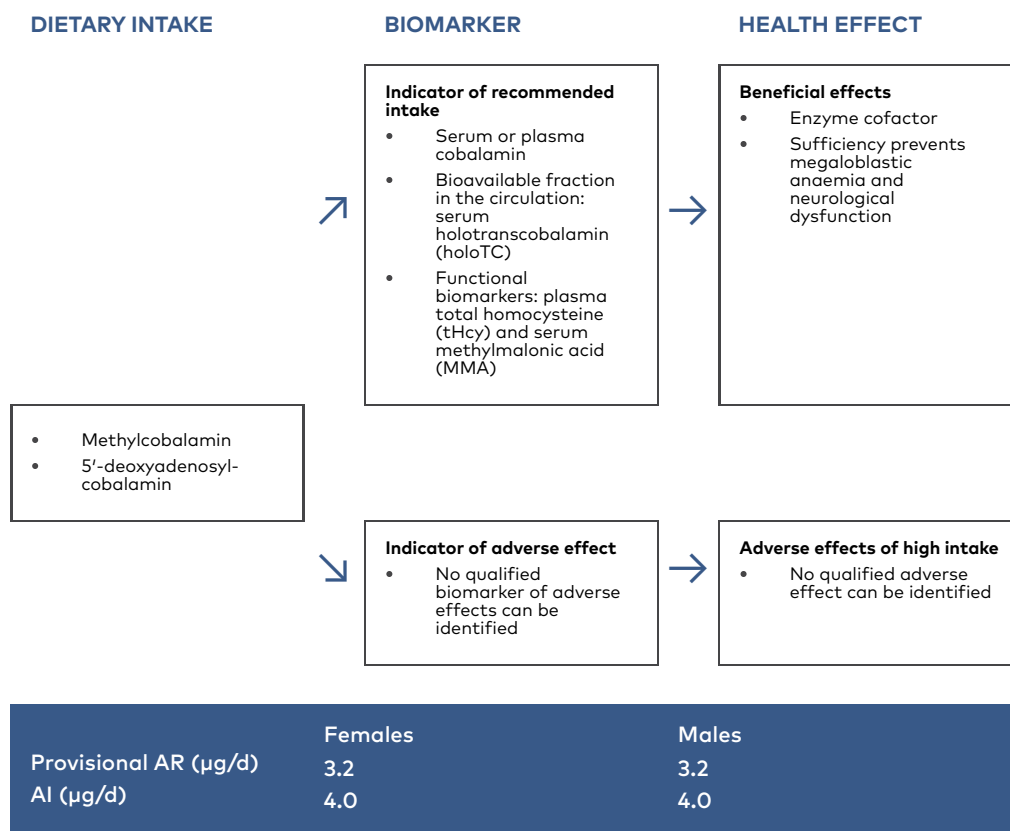 DIETARY INTAKE
BIOMARKER
HEALTH EFFECT
Indicator of recommended
intake
• Serum or plasma
cobalamin
• Bioavailable fraction
in the circulation:
serum
holotranscobalamin
(holoTC)
• Functional
biomarkers: plasma
total homocysteine
(tHcy) and serum
methylmalonic acid
(MMA)
Beneficial effects
• Enzyme cofactor
• Sufficiency prevents
megaloblastic
anaemia and
neurological
dysfunction
• Methylcobalamin
• 5′-deoxyadenosyl-
cobalamin
Indicator of adverse effect
• No qualified
biomarker of adverse
effects can be
identified
Adverse effects of high intake
• No qualified adverse
effect can be identified
Females Males
Provisional AR (µg/d) 3.2 3.2
AI (µg/d) 4.0 4.0